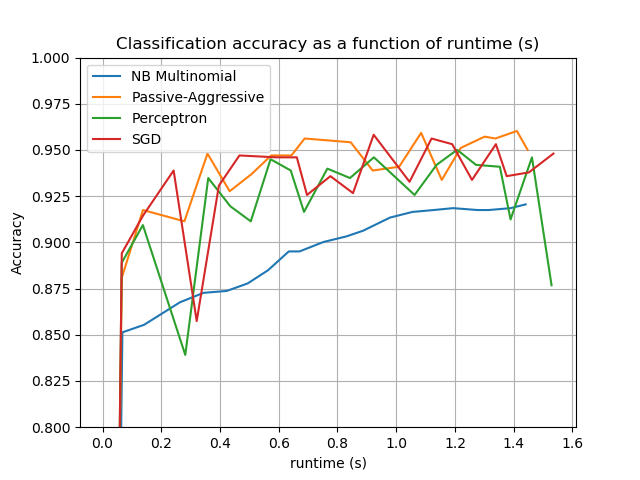 Classification accuracy as a function of runtime (s)
1.000
0.975
0.950
0.925
0.900
0.875
0.850
0.825
0.800
Accuracy
NB Multinomial
Passive-Aggressive
Perceptron
SGD
0.0 0.2 0.4 0.6 0.8 1.0 1.2 1.4 1.6
runtime (s)